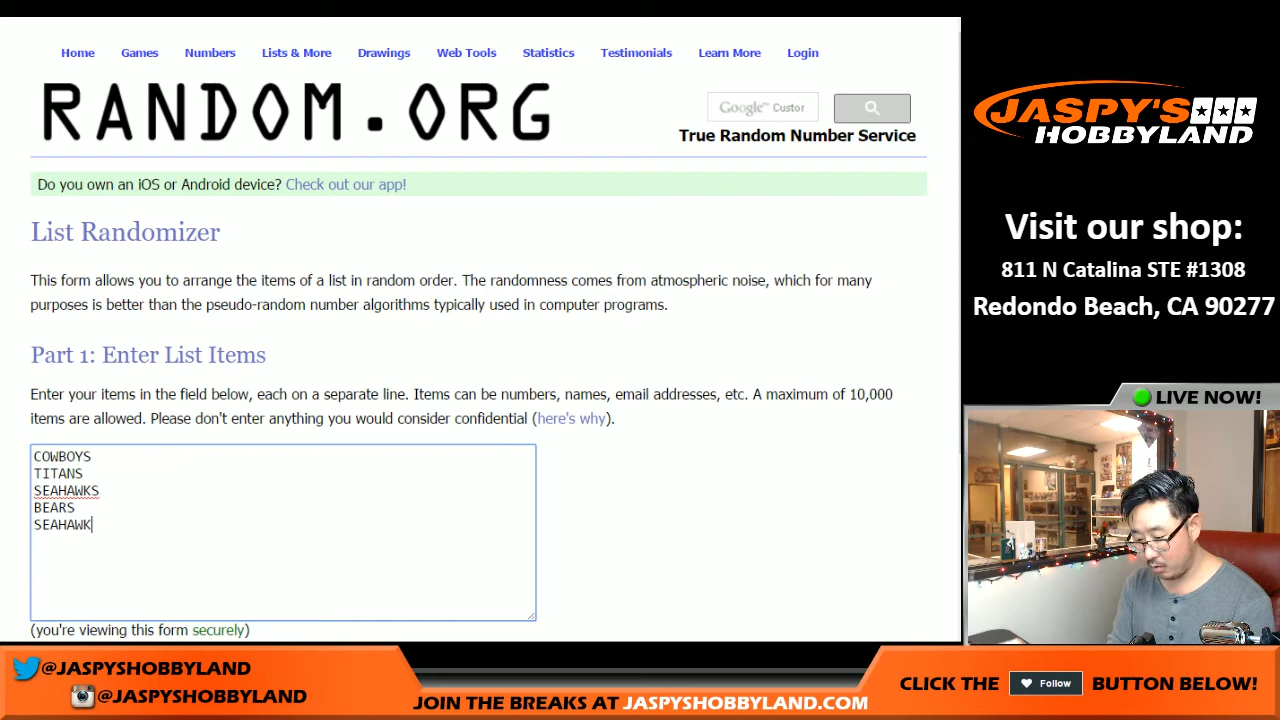 Home Games Numbers Lists & More Drawings Web Tools Statistics Testimonials Learn More Login
RANDOM.ORG
Google™ Custor
True Random Number Service
Do you own an iOS or Android device? Check out our app!
List Randomizer
This form allows you to arrange the items of a list in random order. The randomness comes from atmospheric noise, which for many
purposes is better than the pseudo-random number algorithms typically used in computer programs.
Part 1: Enter List Items
Enter your items in the field below, each on a separate line. Items can be numbers, names, email addresses, etc. A maximum of 10,000
items are allowed. Please don't enter anything you would consider confidential (here's why).
COWBOYS
TITANS
SEAHAWKS
BEARS
SEAHAWK
(you're viewing this form securely)
JASPY'S
HOBBYLAND
Visit our shop:
811 N Catalina STE #1308
Redondo Beach, CA 90277
LIVE NOW!
@JASPYSHOBBYLAND
@JASPYSHOBBYLAND
JOIN THE BREAKS AT JASPYSHOBBYLAND.COM
CLICK THE Follow BUTTON BELOW!